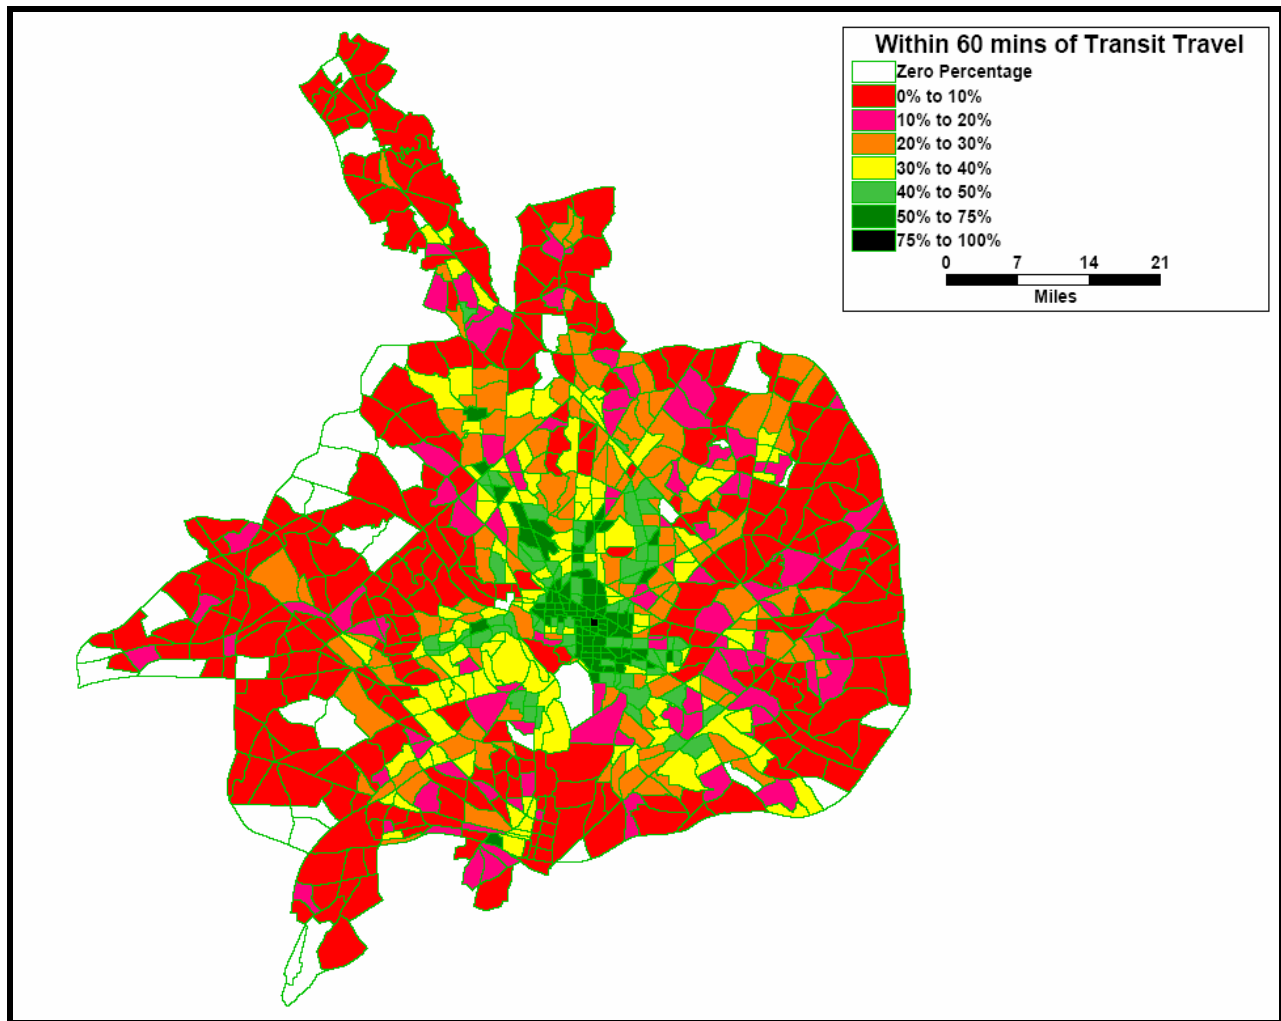 Within 60 mins of Transit Travel
Zero Percentage
0% to 10%
10% to 20%
20% to 30%
30% to 40%
40% to 50%
50% to 75%
75% to 100%
0 7 14 21
Miles